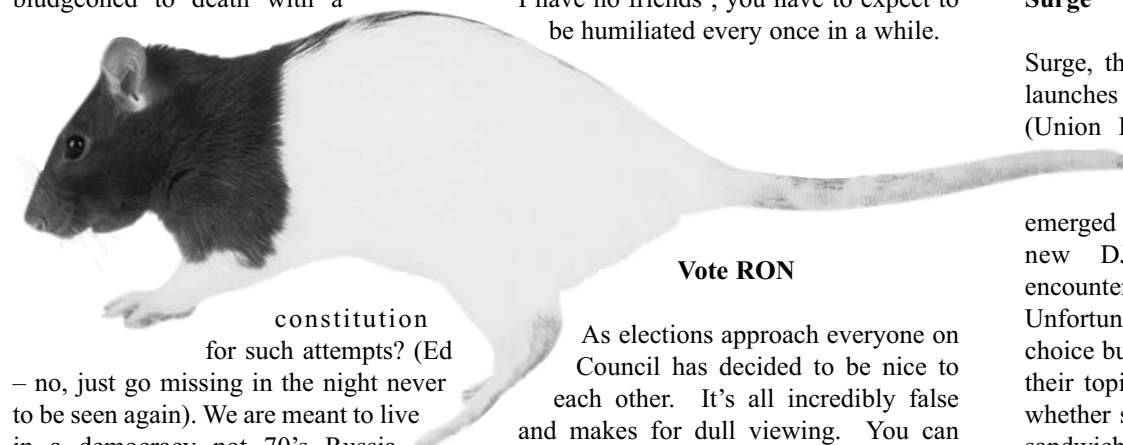 bludgeoned to death with a
constitution
for such attempts? (Ed
– no, just go missing in the night never
to be seen again). We are meant to live
in a democracy not 70's Russia
I have no friends', you have to expect to
be humiliated every once in a while.
Vote RON
As elections approach everyone on
Council has decided to be nice to
each other. It's all incredibly false
and makes for dull viewing. You can
Surge
Surge, th
launches
(Union
emerged
new DJ
encounter
Unfortun
choice bu
their topi
whether s
sandwich